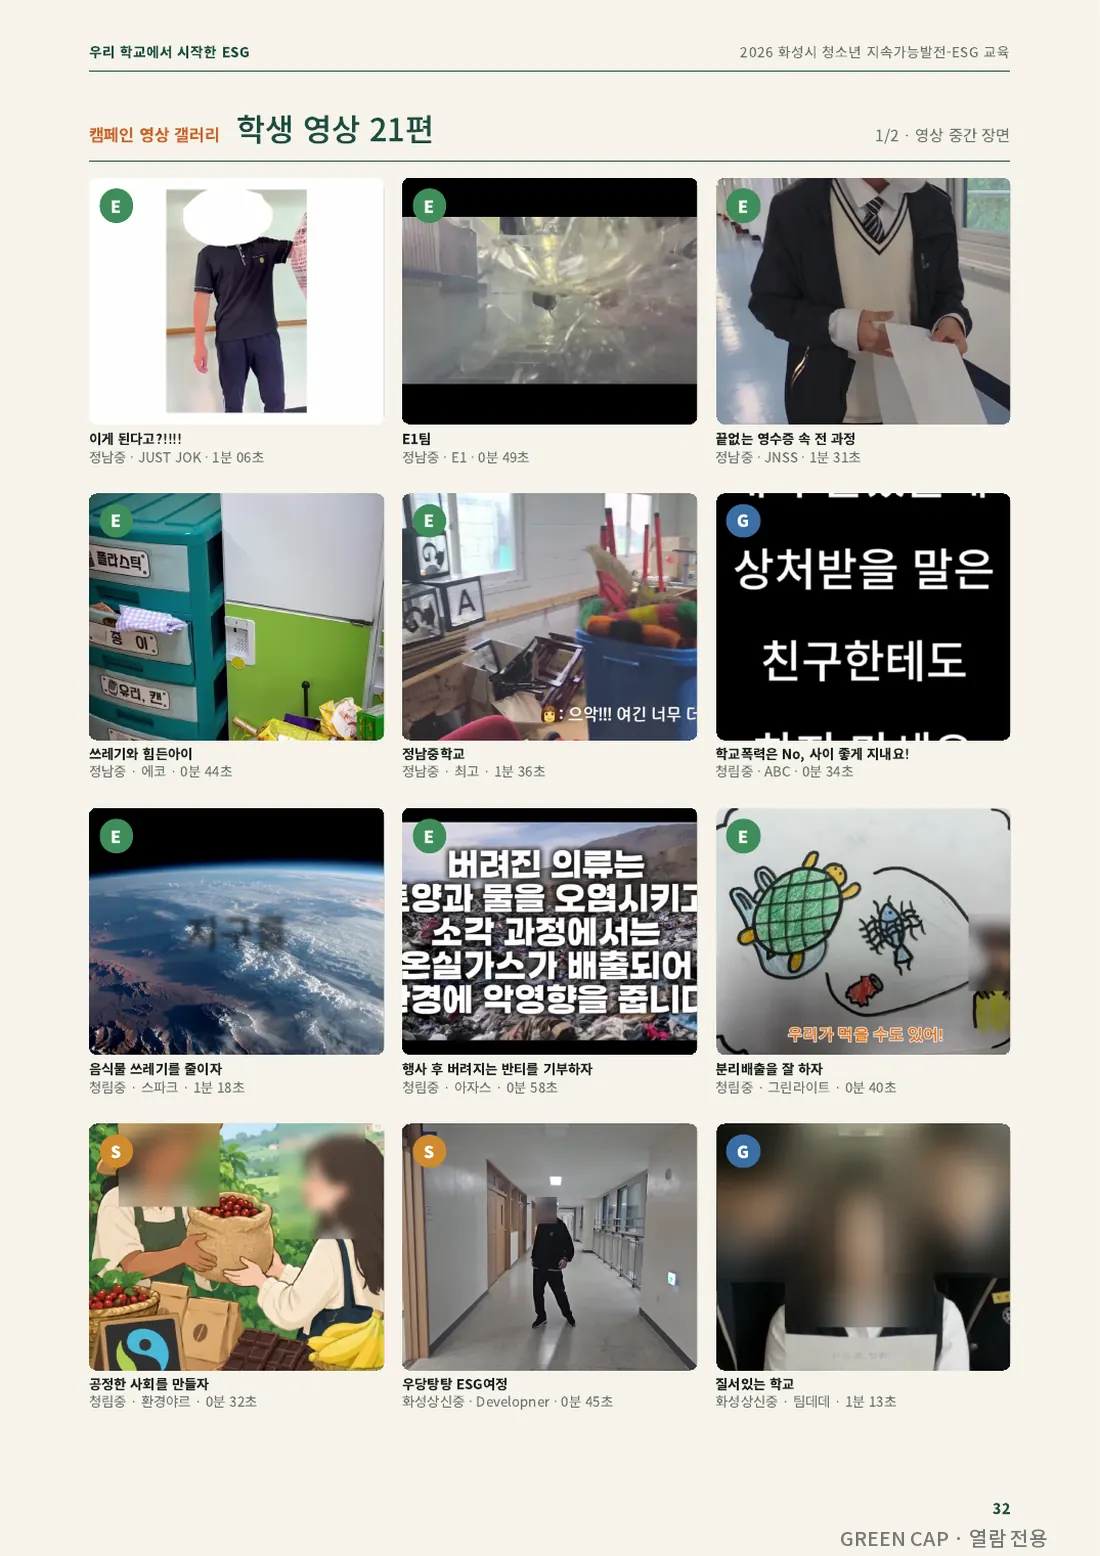 우리 학교에서 시작한 ESG
2026 화성시 청소년 지속가능발전-ESG 교육
캠페인 영상 갤러리 학생 영상 21편
1/2 · 영상 중간 장면
E
E
E
이게 된다고?!!!!
정남중 · JUST JOK · 1분 06초
E1팀
정남중 · E1 · 0분 49초
끝없는 영수증 속 전 과정
정남중 · JNSS · 1분 31초
E
플라스틱
종 이
유리, 캔
E
A
: 으악!!! 여긴 너무 더
G
상처받을 말은
친구한테도
쓰레기와 힘든아이
정남중 · 에코 · 0분 44초
정남중학교
정남중 · 최고 · 1분 36초
학교폭력은 No, 사이 좋게 지내요!
청림중 · ABC · 0분 34초
E
지구를
E
버려진 의류는
토양과 물을 오염시키고
소각 과정에서는
온실가스가 배출되어
환경에 악영향을 줍니다
E
우리가 먹을 수도 있어!
음식물 쓰레기를 줄이자
청림중 · 스파크 · 1분 18초
행사 후 버려지는 반티를 기부하자
청림중 · 아자스 · 0분 58초
분리배출을 잘 하자
청림중 · 그린라이트 · 0분 40초
S
S
G
공정한 사회를 만들자
청림중 · 환경야르 · 0분 32초
우당탕탕 ESG여정
화성상신중 · Developner · 0분 45초
질서있는 학교
화성상신중 · 팀데데 · 1분 13초
32
GREEN CAP · 열람 전용